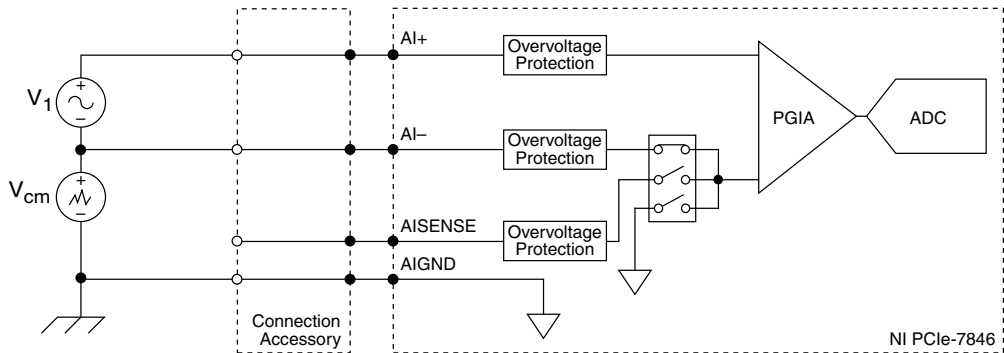 AI+
Overvoltage
Protection
+
V1
−
PGIA
ADC
AI−
Overvoltage
Protection
+
Vcm
−
AISENSE
Overvoltage
Protection
AIGND
Connection
Accessory
NI PCIe-7846